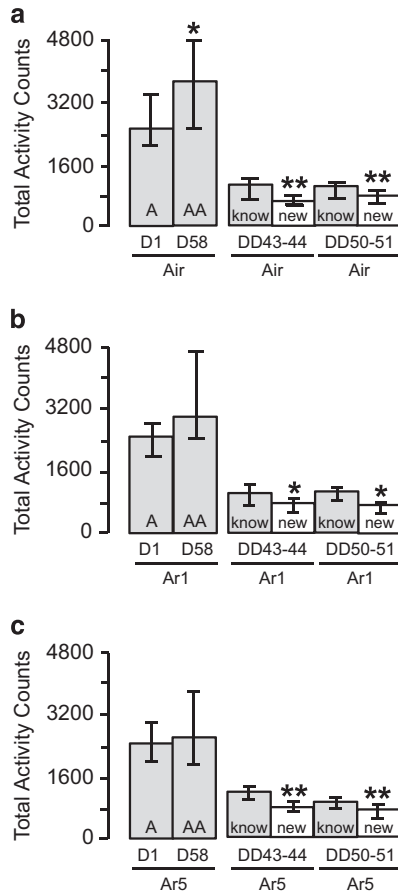 a
Total Activity Counts
4800
3200
1600
0
*
**
**
A
AA
know
new
know
new
D1 D58 DD43-44 DD50-51
Air Air Air
b
Total Activity Counts
4800
3200
1600
0
*
*
A
AA
know
new
know
new
D1 D58 DD43-44 DD50-51
Ar1 Ar1 Ar1
c
Total Activity Counts
4800
3200
1600
0
**
**
A
AA
know
new
know
new
D1 D58 DD43-44 DD50-51
Ar5 Ar5 Ar5